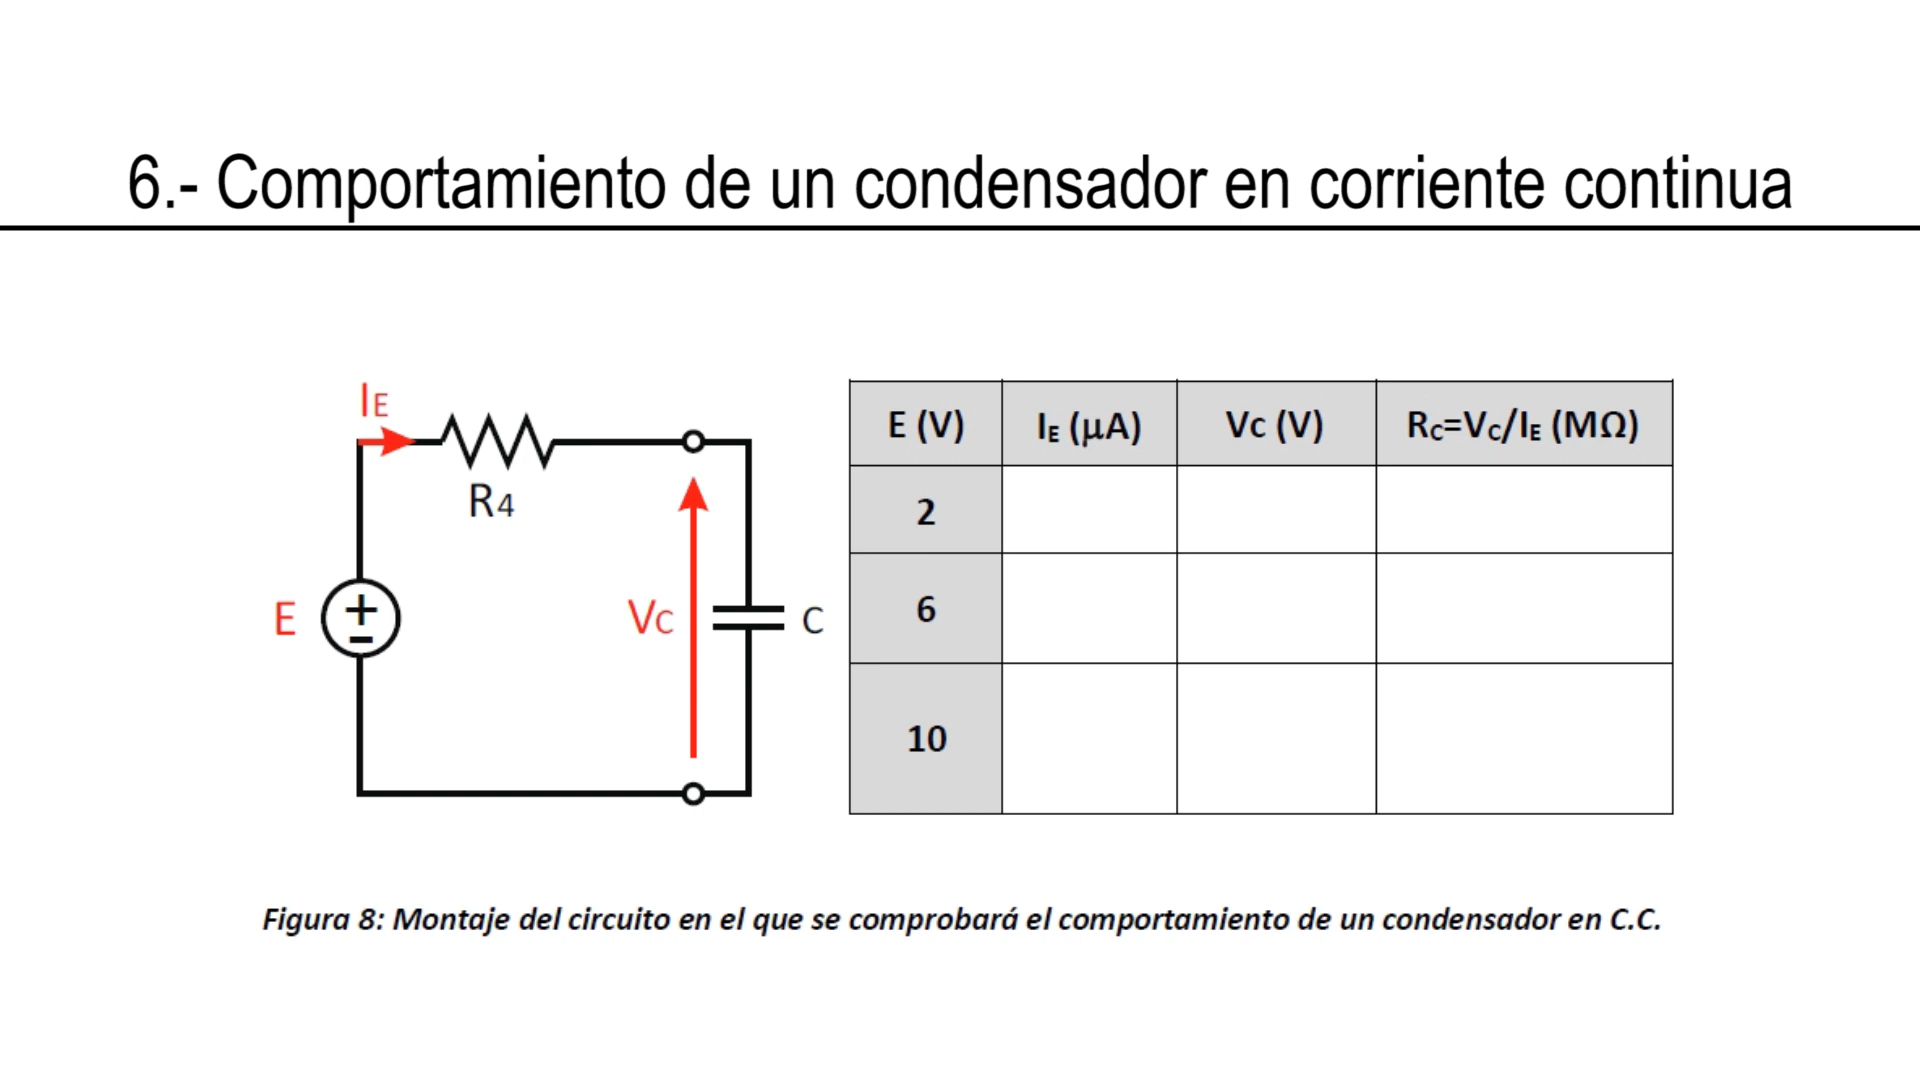 6.- Comportamiento de un condensador en corriente continua
IE
R4
E
+
-
VC
C
E (V) IE (μA) VC (V) RC=VC/IE (MΩ)
2
6
10
Figura 8: Montaje del circuito en el que se comprobará el comportamiento de un condensador en C.C.